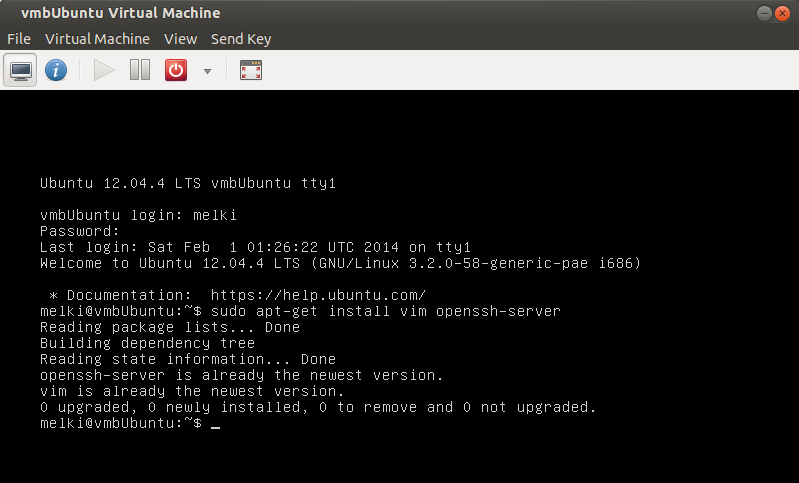 vmbUbuntu Virtual Machine
File Virtual Machine View Send Key
Ubuntu 12.04.4 LTS vmbUbuntu tty1
vmbUbuntu login: melki
Password:
Last login: Sat Feb  1 01:26:22 UTC 2014 on tty1
Welcome to Ubuntu 12.04.4 LTS (GNU/Linux 3.2.0-58-generic-pae i686)
 * Documentation:  https://help.ubuntu.com/
melki@vmbUbuntu:~$ sudo apt-get install vim openssh-server
Reading package lists... Done
Building dependency tree
Reading state information... Done
openssh-server is already the newest version.
vim is already the newest version.
0 upgraded, 0 newly installed, 0 to remove and 0 not upgraded.
melki@vmbUbuntu:~$ _